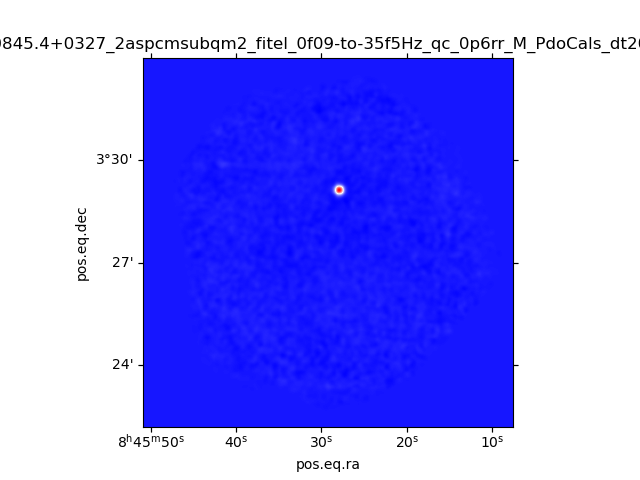 0845.4+0327_2aspcmsubqm2_fitel_0f09-to-35f5Hz_qc_0p6rr_M_PdoCals_dt20
3°30'
27'
24'
pos.eq.dec
8ʰ45ᵐ50ˢ 40ˢ 30ˢ 20ˢ 10ˢ
pos.eq.ra